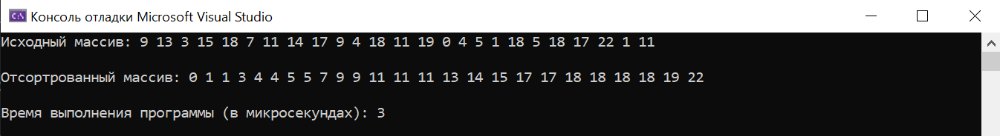 Консоль отладки Microsoft Visual Studio
Исходный массив: 9 13 3 15 18 7 11 14 17 9 4 18 11 19 0 4 5 1 18 5 18 17 22 1 11
Отсортрованный массив: 0 1 1 3 4 4 5 5 7 9 9 11 11 11 13 14 15 17 17 18 18 18 18 19 22
Время выполнения программы (в микросекундах): 3